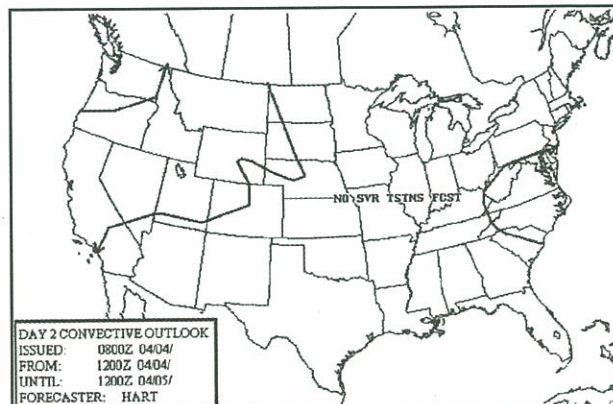 NO SVR TSTMS FCST
DAY 2 CONVECTIVE OUTLOOK
ISSUED: 0800Z 04/04/
FROM: 1200Z 04/04/
UNTIL: 1200Z 04/05/
FORECASTER: HART